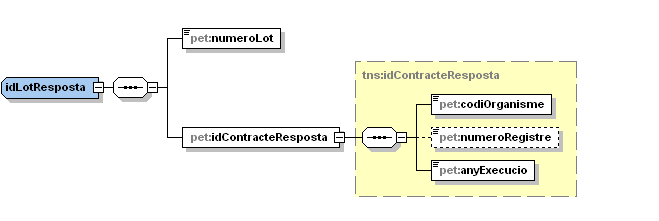 pet:numeroLot
idLotResposta
tns:idContracteResposta
pet:codiOrganisme
pet:idContracteResposta
pet:numeroRegistre
pet:anyExecucio